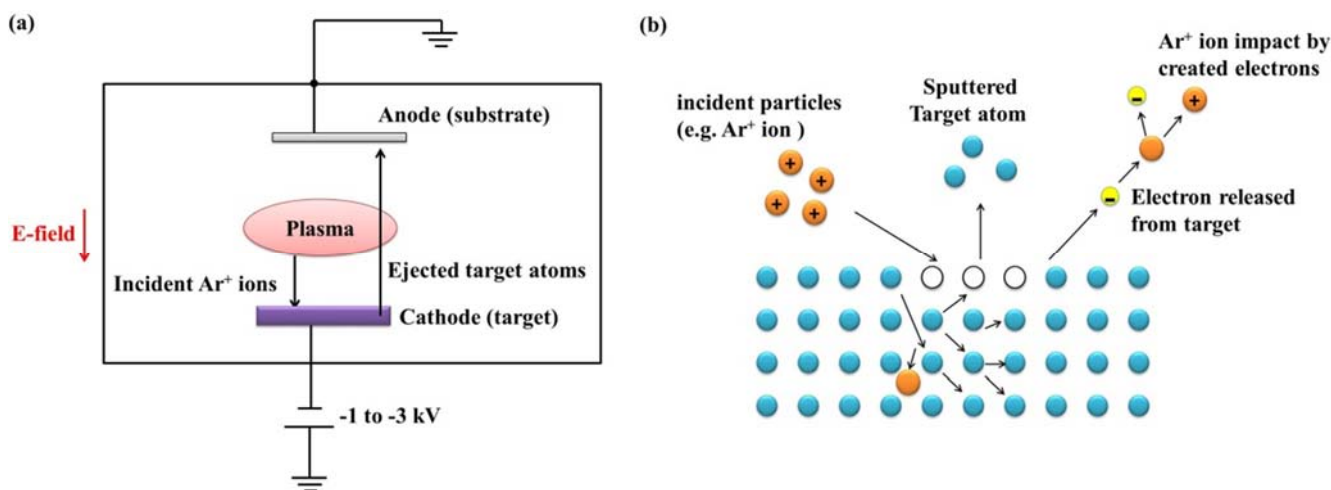 (a)
Anode (substrate)
E-field
Plasma
Incident Ar⁺ ions
Ejected target atoms
Cathode (target)
-1 to -3 kV
(b)
incident particles
(e.g. Ar⁺ ion )
+
+
+
+
Sputtered
Target atom
Ar⁺ ion impact by
created electrons
−
+
−
Electron released
from target